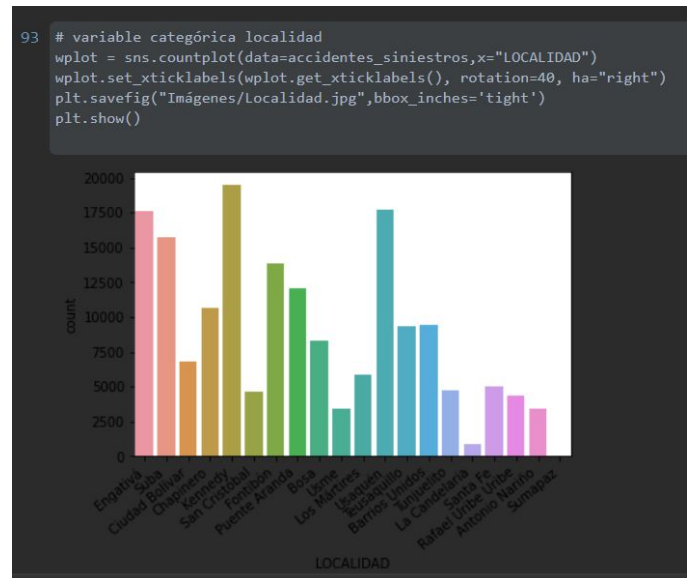 93
# variable categórica localidad
wplot = sns.countplot(data=accidentes_siniestros,x="LOCALIDAD")
wplot.set_xticklabels(wplot.get_xticklabels(), rotation=40, ha="right")
plt.savefig("Imágenes/Localidad.jpg",bbox_inches='tight')
plt.show()
20000
17500
15000
12500
10000
7500
5000
2500
0
count
Engativá
Suba
Ciudad Bolívar
Chapinero
Kennedy
San Cristóbal
Fontibón
Puente Aranda
Bosa
Usme
Los Mártires
Usaquén
Teusaquillo
Barrios Unidos
Tunjuelito
La Candelaria
Santa Fe
Rafael Uribe Uribe
Antonio Nariño
Sumapaz
LOCALIDAD